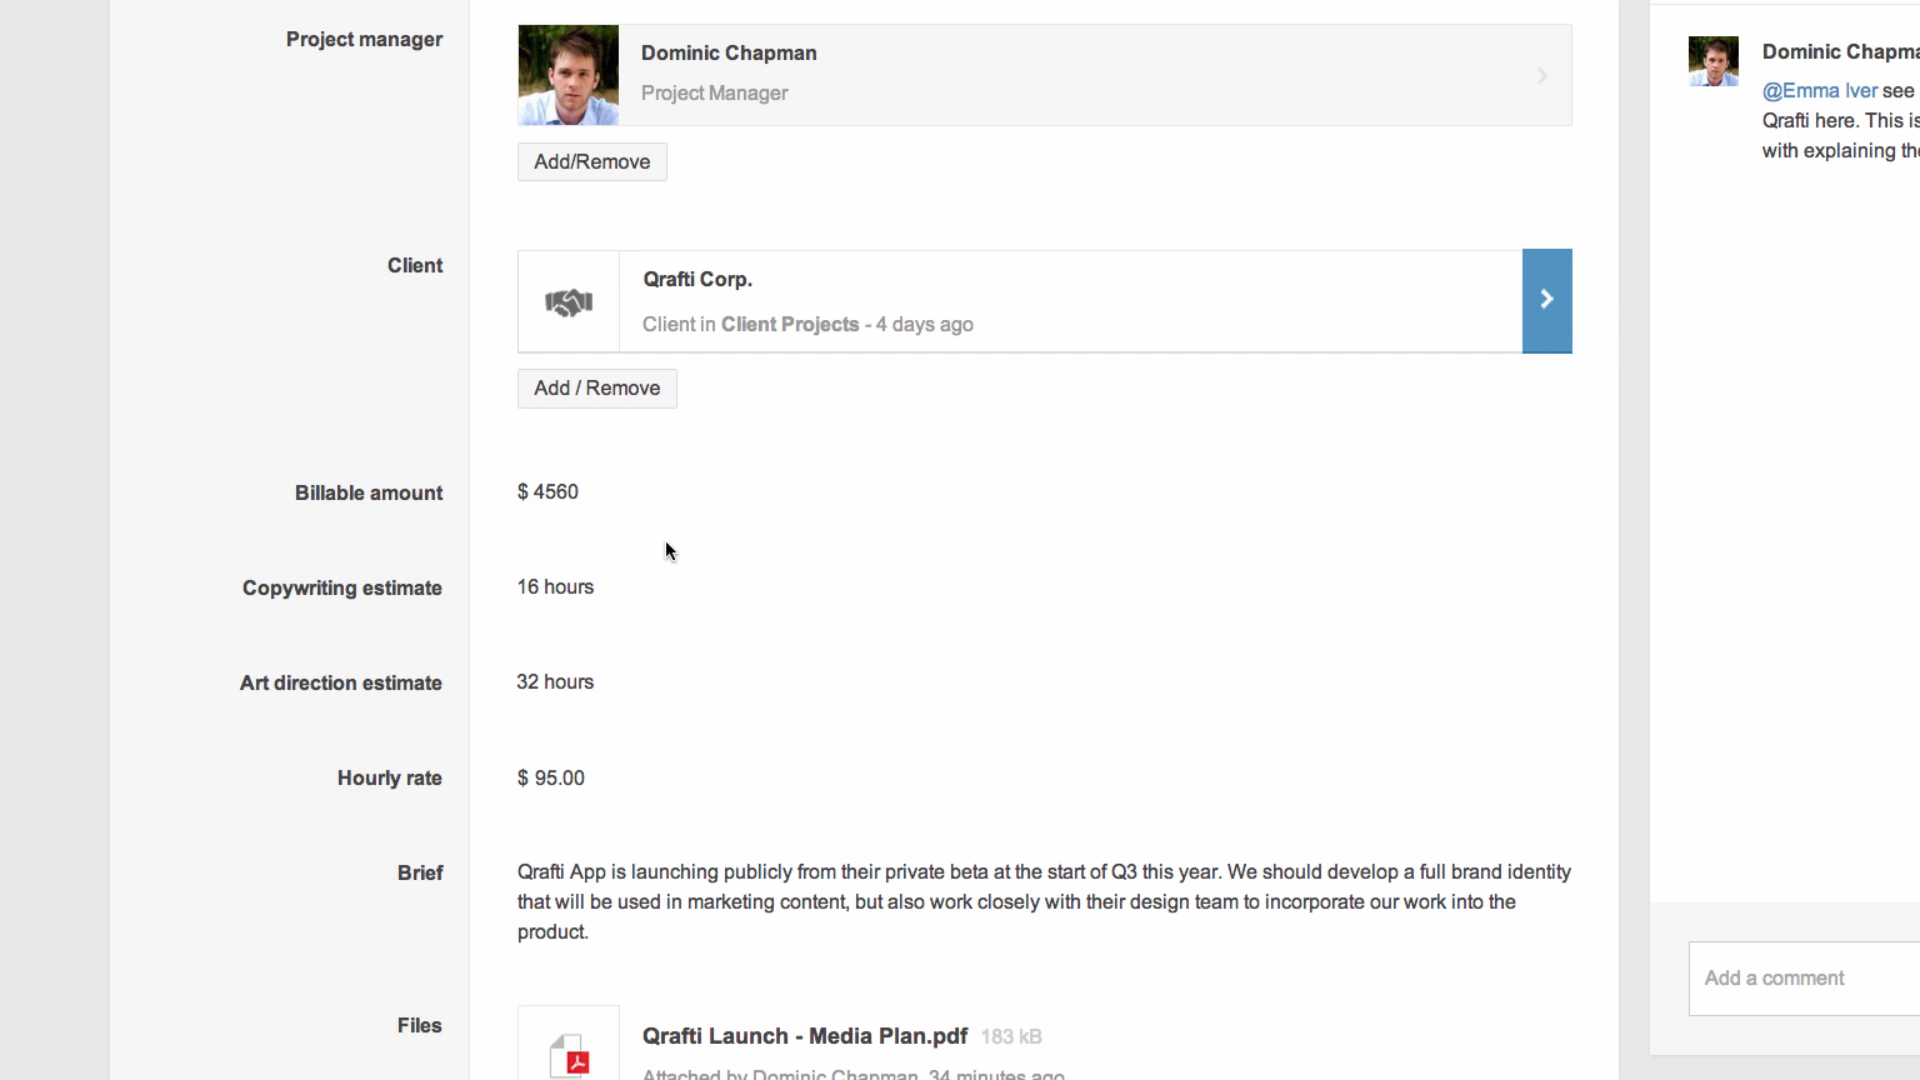 Project manager
Dominic Chapman
Project Manager
Add/Remove
Client
Qrafti Corp.
Client in Client Projects - 4 days ago
Add / Remove
Billable amount
$ 4560
Copywriting estimate
16 hours
Art direction estimate
32 hours
Hourly rate
$ 95.00
Brief
Qrafti App is launching publicly from their private beta at the start of Q3 this year. We should develop a full brand identity
that will be used in marketing content, but also work closely with their design team to incorporate our work into the
product.
Files
Qrafti Launch - Media Plan.pdf 183 kB
Attached by Dominic Chapman, 34 minutes ago
Dominic Chapma
@Emma Iver see
Qrafti here. This is
with explaining the
Add a comment